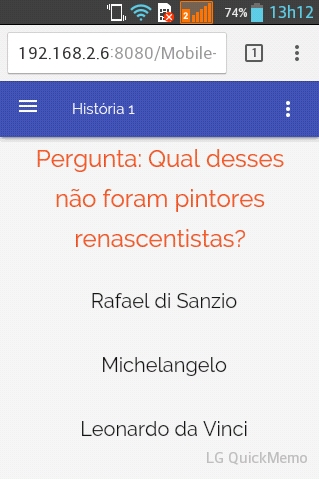 2 74% 13h12
192.168.2.6:8080/Mobile- 1
História 1
Pergunta: Qual desses
não foram pintores
renascentistas?
Rafael di Sanzio
Michelangelo
Leonardo da Vinci
LG QuickMemo